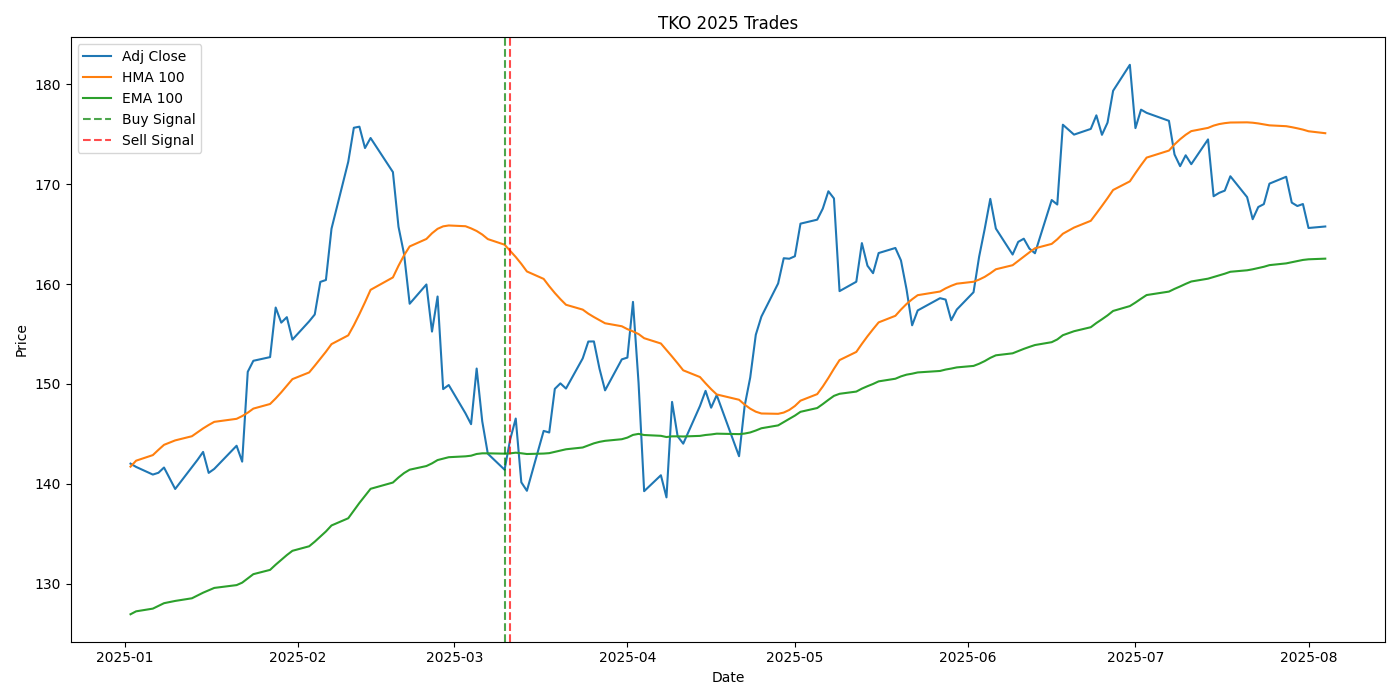 TKO 2025 Trades
Adj Close
HMA 100
EMA 100
Buy Signal
Sell Signal
Price
180
170
160
150
140
130
2025-01 2025-02 2025-03 2025-04 2025-05 2025-06 2025-07 2025-08
Date